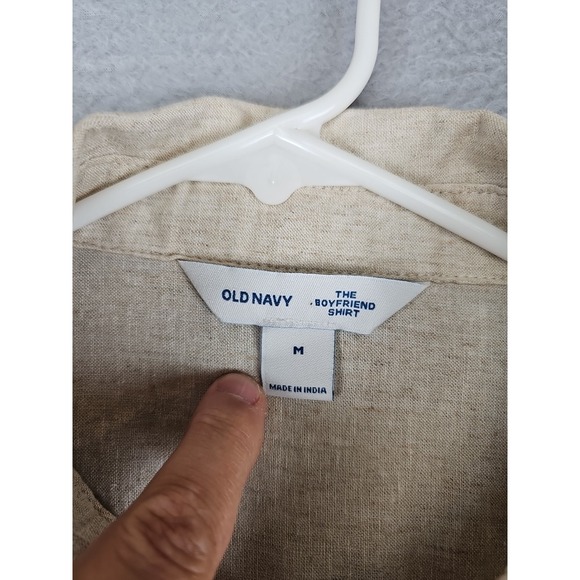 OLD NAVY
THE
BOYFRIEND
SHIRT
M
MADE IN INDIA